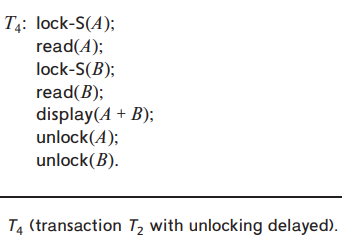 T4: lock-S(A);
read(A);
lock-S(B);
read(B);
display(A + B);
unlock(A);
unlock(B).
T4 (transaction T2 with unlocking delayed).